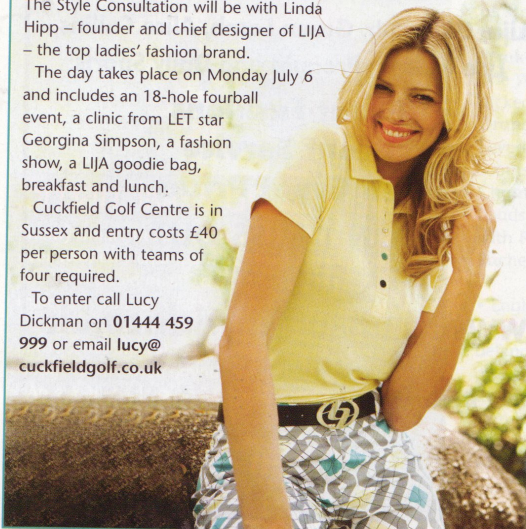 The Style Consultation will be with Linda
Hipp – founder and chief designer of LIJA
– the top ladies' fashion brand.
The day takes place on Monday July 6
and includes an 18-hole fourball
event, a clinic from LET star
Georgina Simpson, a fashion
show, a LIJA goodie bag,
breakfast and lunch.
Cuckfield Golf Centre is in
Sussex and entry costs £40
per person with teams of
four required.
To enter call Lucy
Dickman on 01444 459
999 or email lucy@
cuckfieldgolf.co.uk